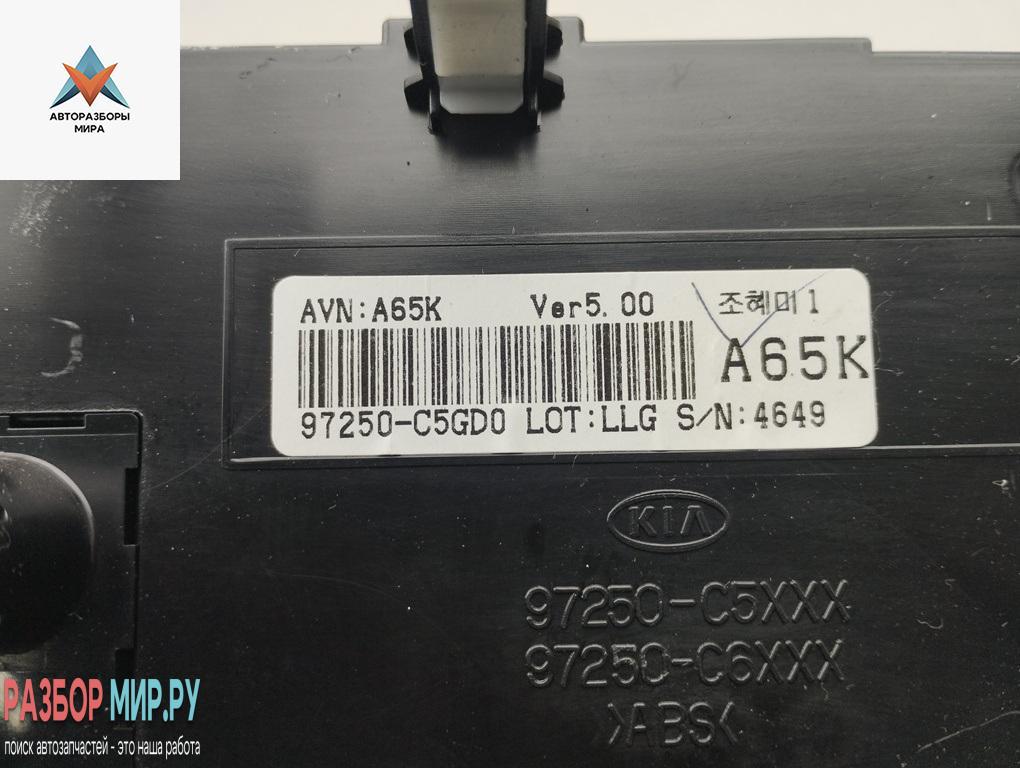 АВТОРАЗБОРЫ
МИРА
AVN:A65K Ver5.00 조혜미1
A65K
97250-C5GD0 LOT:LLG S/N:4649
KIA
97250-C5XXX
97250-C6XXX
>ABS<
РАЗБОР МИР.РУ
поиск автозапчастей - это наша работа